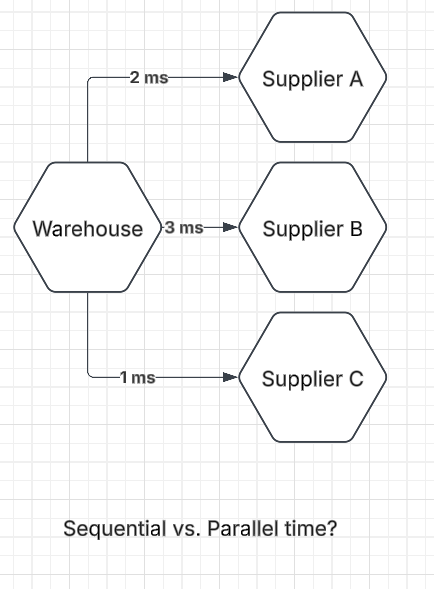 2 ms
Supplier A
Warehouse
3 ms
Supplier B
1 ms
Supplier C
Sequential vs. Parallel time?